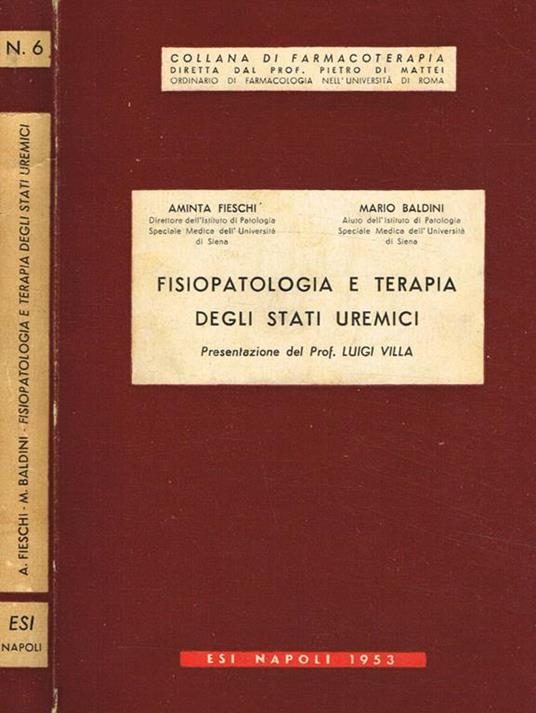 N. 6
A. FIESCHI - M. BALDINI - FISIOPATOLOGIA E TERAPIA DEGLI STATI UREMICI
ESI
NAPOLI
COLLANA DI FARMACOTERAPIA
DIRETTA DAL PROF. PIETRO DI MATTEI
ORDINARIO DI FARMACOLOGIA NELL'UNIVERSITÀ DI ROMA
AMINTA FIESCHI
Direttore dell'Istituto di Patologia
Speciale Medica dell'Università
di Siena
MARIO BALDINI
Aiuto dell'Istituto di Patologia
Speciale Medica dell'Università
di Siena
FISIOPATOLOGIA E TERAPIA
DEGLI STATI UREMICI
Presentazione del Prof. LUIGI VILLA
ESI NAPOLI 1953